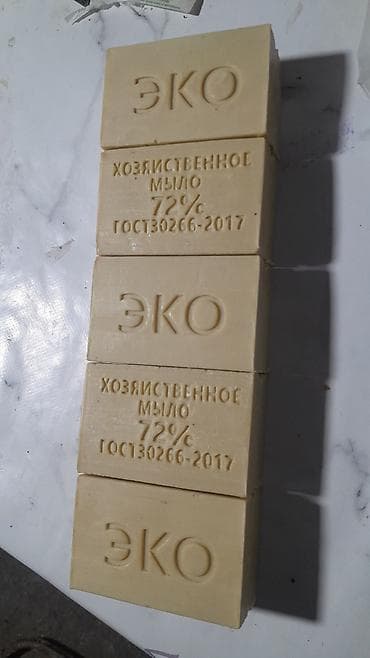 ЭКО
ХОЗЯЙСТВЕННОЕ
МЫЛО
72%
ГОСТ30266-2017
ЭКО
ХОЗЯЙСТВЕННОЕ
МЫЛО
72%
ГОСТ30266-2017
ЭКО